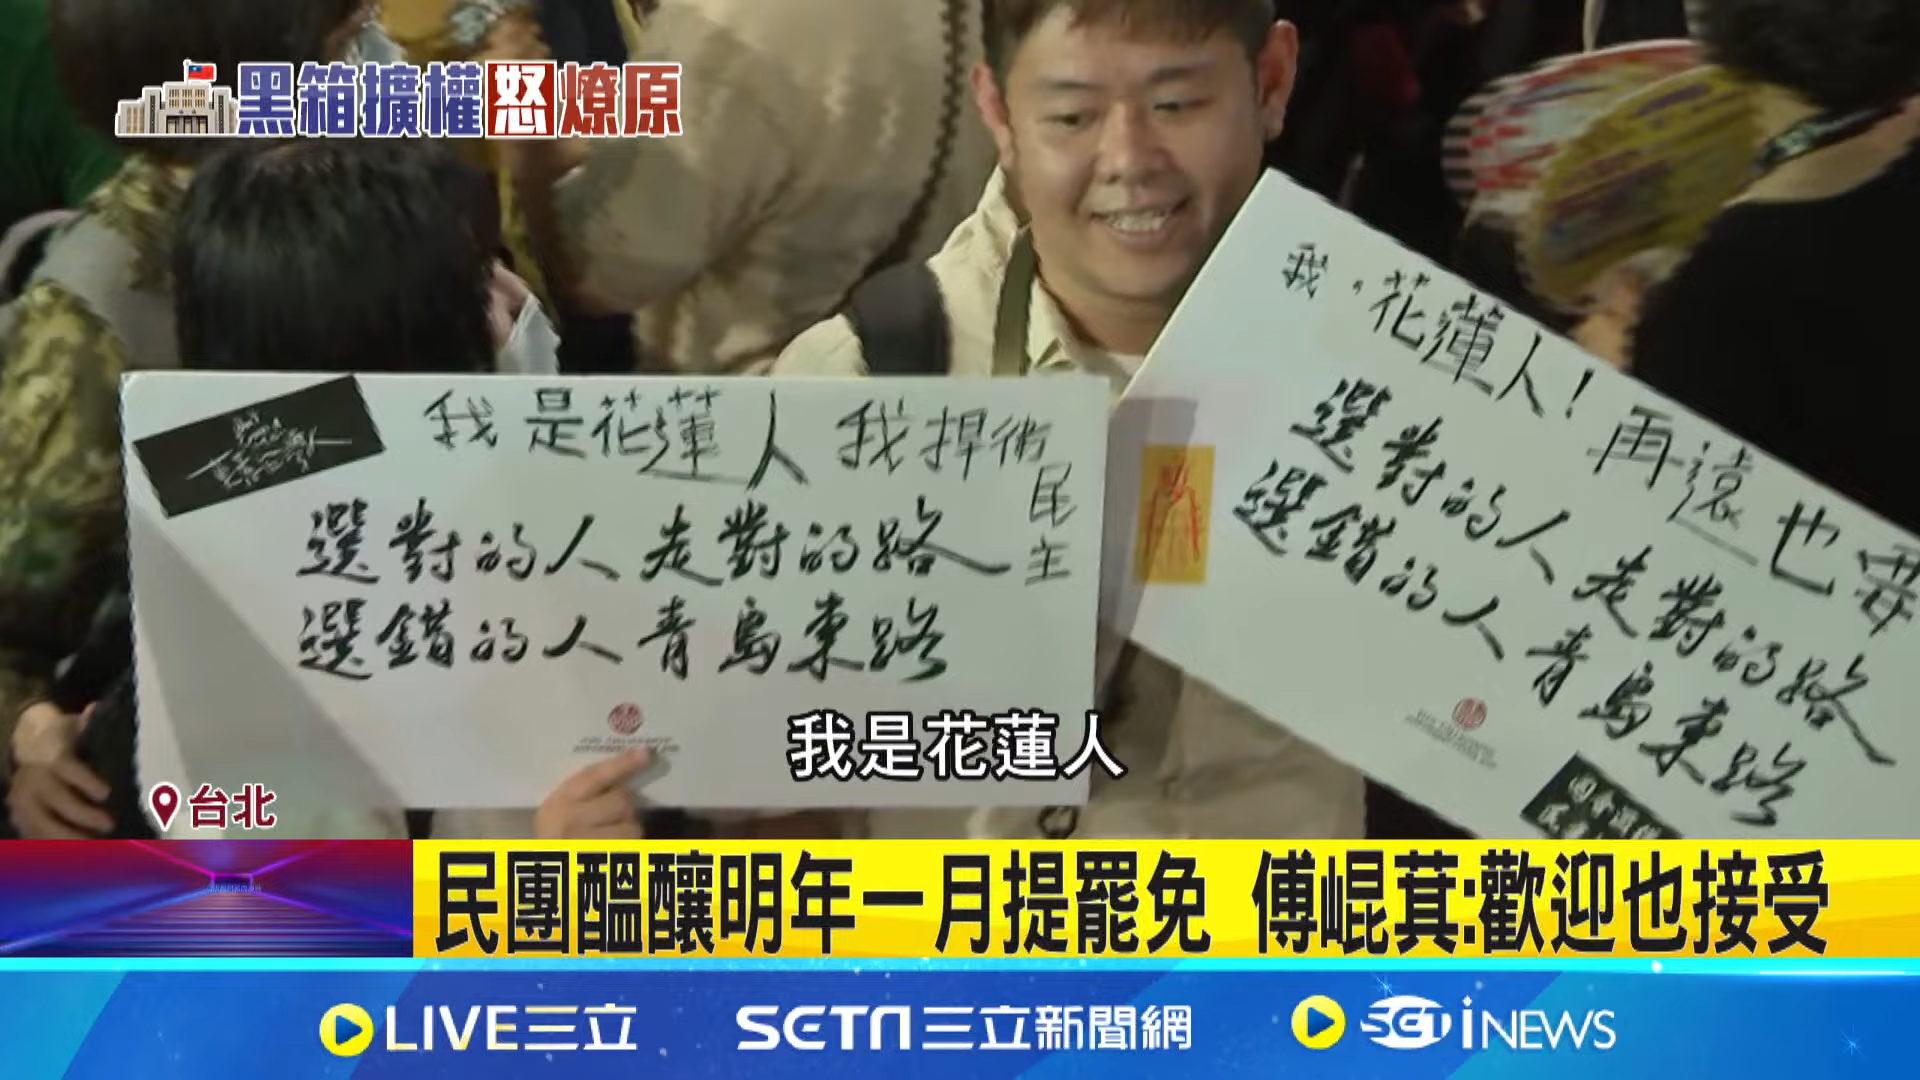 黑箱擴權怒燎原
我是花蓮人 我捍衛
民主
選對的人走對的路
選錯的人青島東路
我,花蓮人!再遠也要
選對的人走對的路
選錯的人青島東路
我是花蓮人
台北
民團醞釀明年一月提罷免 傅崐萁:歡迎也接受
LIVE三立
SETN三立新聞網
SETiNEWS